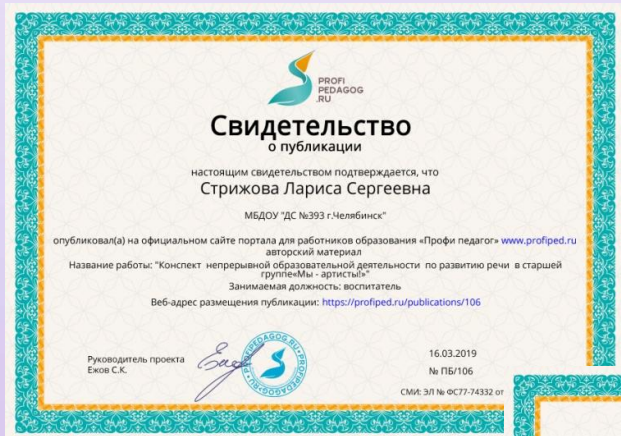 PROFI
PEDAGOG
.RU
Свидетельство
о публикации
настоящим свидетельством подтверждается, что
Стрижова Лариса Сергеевна
МБДОУ "ДС №393 г.Челябинск"
опубликовал(а) на официальном сайте портала для работников образования «Профи педагог» www.profiped.ru
авторский материал
Название работы: "Конспект непрерывной образовательной деятельности по развитию речи в старшей
группе«Мы - артисты!»"
Занимаемая должность: воспитатель
Веб-адрес размещения публикации: https://profiped.ru/publications/106
Руководитель проекта
Ежов С.К.
16.03.2019
№ ПБ/106
СМИ: ЭЛ № ФС77-74332 от